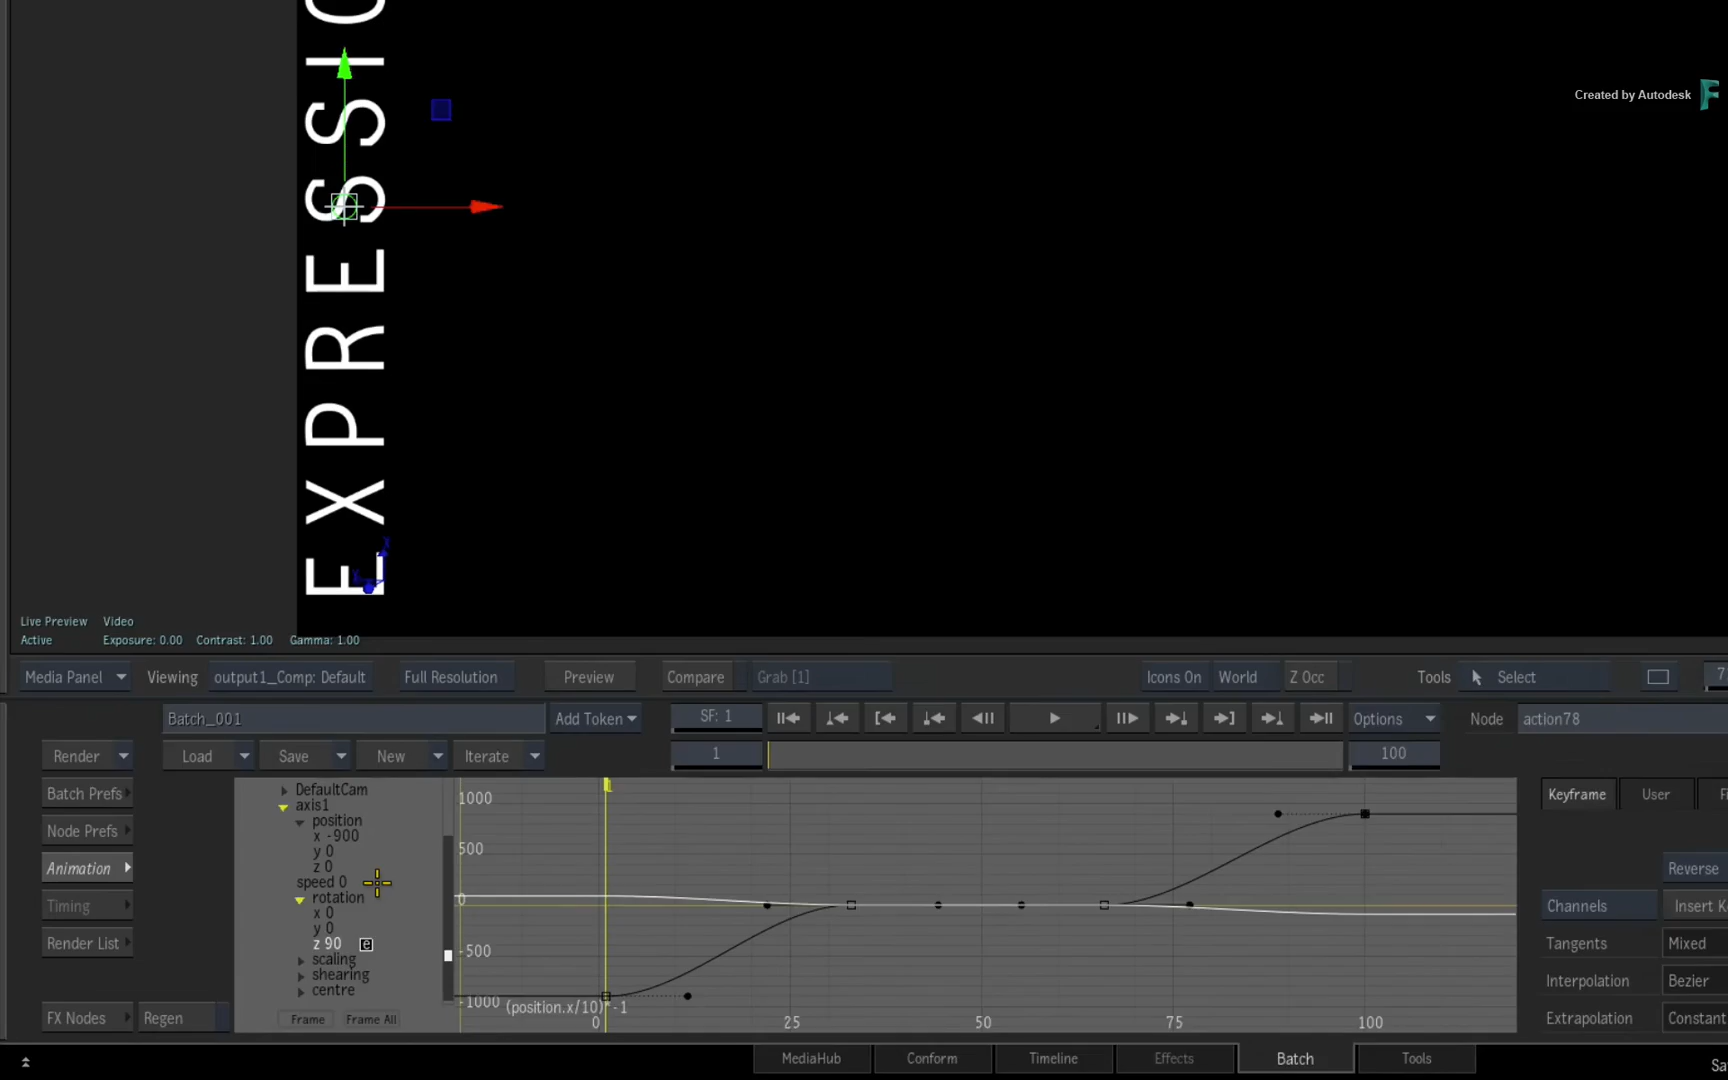 EXPRESSIO
Created by Autodesk
Live Preview Video
Active Exposure: 0.00 Contrast: 1.00 Gamma: 1.00
Media Panel Viewing output1_Comp: Default Full Resolution Preview Compare Grab [1] Icons On World Z Occ Tools Select 7
Batch_001 Add Token SF: 1 Options Node action78
Render Load Save New Iterate 1 100
Batch Prefs
Node Prefs
Animation
Timing
Render List
FX Nodes Regen
DefaultCam
axis1
position
x -900
y 0
z 0
speed 0
rotation
x 0
y 0
z 90 e
scaling
shearing
centre
Frame Frame All
1000
500
0
-500
-1000 (position.x/10)*-1
0 25 50 75 100
Keyframe User Fi
Reverse
Channels Insert K
Tangents Mixed
Interpolation Bezier
Extrapolation Constant
MediaHub Conform Timeline Effects Batch Tools Sa